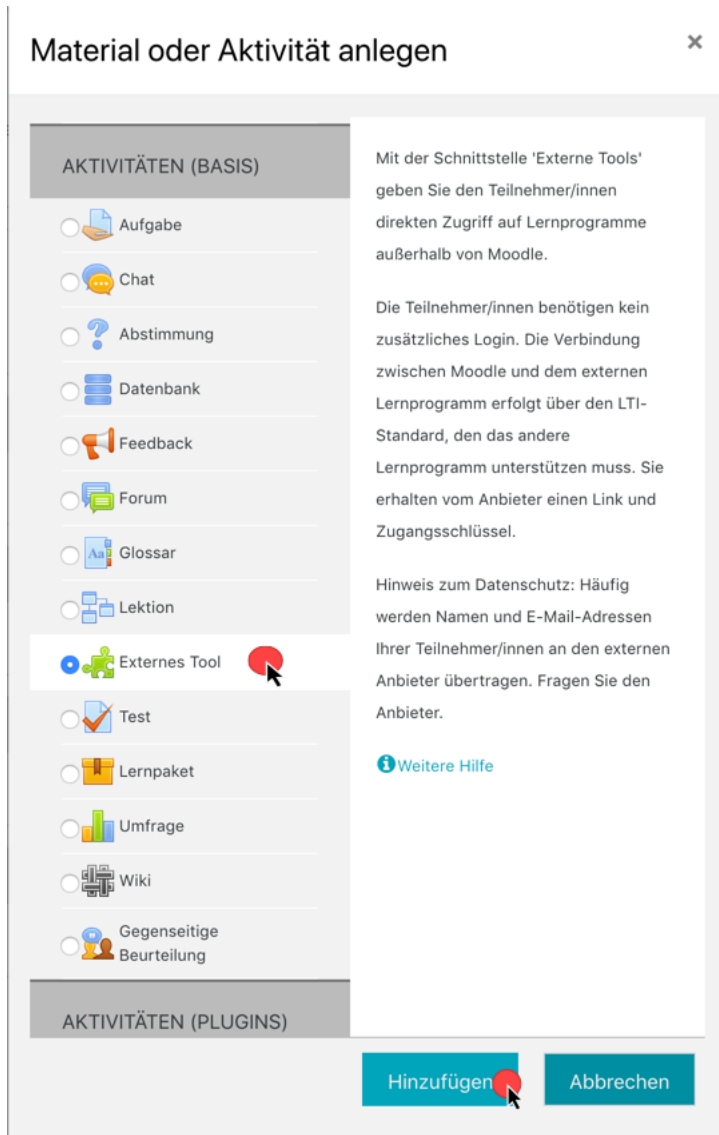 Material oder Aktivität anlegen
×
AKTIVITÄTEN (BASIS)
Aufgabe
Chat
Abstimmung
Datenbank
Feedback
Forum
Aa
Glossar
Lektion
Externes Tool
Test
Lernpaket
Umfrage
Wiki
Gegenseitige
Beurteilung
AKTIVITÄTEN (PLUGINS)
Mit der Schnittstelle 'Externe Tools'
geben Sie den Teilnehmer/innen
direkten Zugriff auf Lernprogramme
außerhalb von Moodle.
Die Teilnehmer/innen benötigen kein
zusätzliches Login. Die Verbindung
zwischen Moodle und dem externen
Lernprogramm erfolgt über den LTI-
Standard, den das andere
Lernprogramm unterstützen muss. Sie
erhalten vom Anbieter einen Link und
Zugangsschlüssel.
Hinweis zum Datenschutz: Häufig
werden Namen und E-Mail-Adressen
Ihrer Teilnehmer/innen an den externen
Anbieter übertragen. Fragen Sie den
Anbieter.
Weitere Hilfe
Hinzufügen
Abbrechen